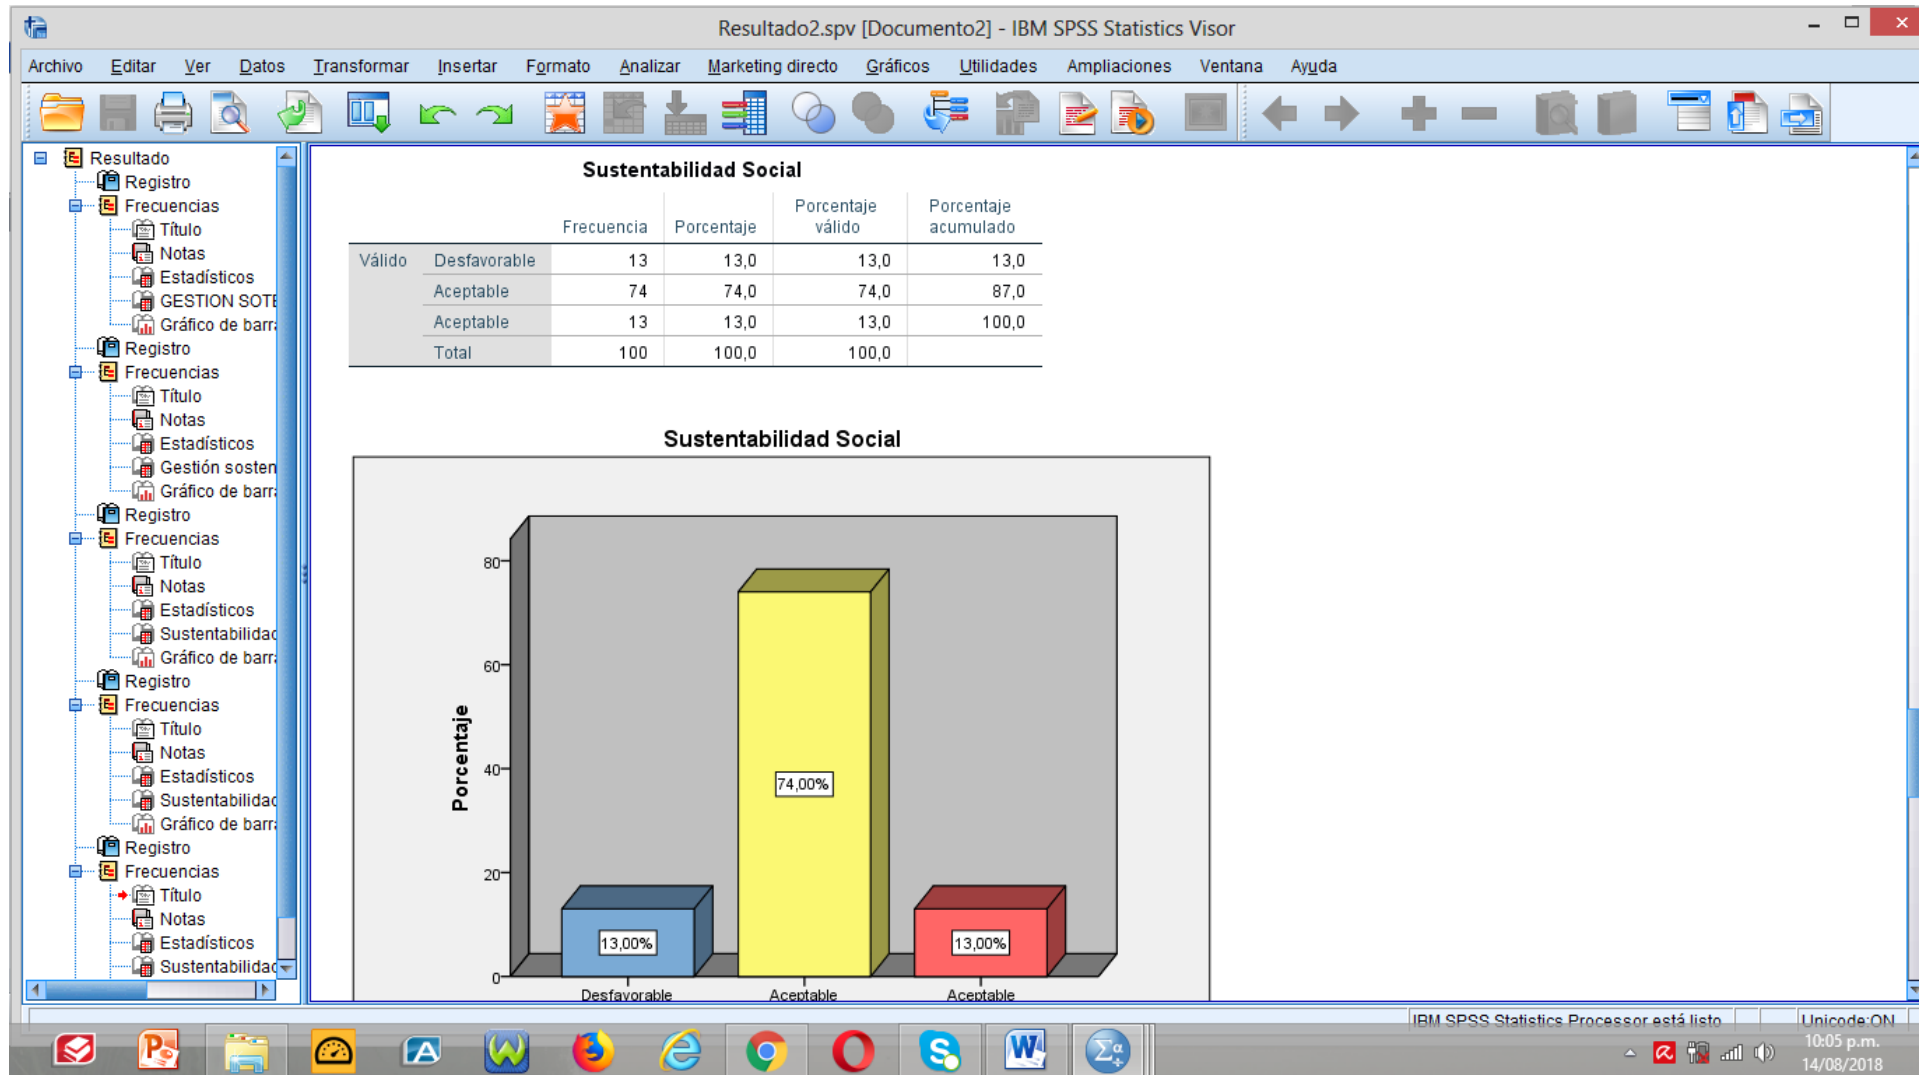 Resultado2.spv [Documento2] - IBM SPSS Statistics Visor
Archivo Editar Ver Datos Transformar Insertar Formato Analizar Marketing directo Gráficos Utilidades Ampliaciones Ventana Ayuda
Resultado
Registro
Frecuencias
Título
Notas
Estadísticos
GESTION SOTE
Gráfico de barr
Registro
Frecuencias
Título
Notas
Estadísticos
Gestión sosten
Gráfico de barr
Registro
Frecuencias
Título
Notas
Estadísticos
Sustentabilidad
Gráfico de barr
Registro
Frecuencias
Título
Notas
Estadísticos
Sustentabilidad
Gráfico de barr
Registro
Frecuencias
Título
Notas
Estadísticos
Sustentabilidad
Sustentabilidad Social
Frecuencia Porcentaje Porcentaje válido Porcentaje acumulado
Válido Desfavorable 13 13,0 13,0 13,0
Aceptable 74 74,0 74,0 87,0
Aceptable 13 13,0 13,0 100,0
Total 100 100,0 100,0
Sustentabilidad Social
Porcentaje
80
60
40
20
0
74,00%
13,00% 13,00%
Desfavorable Aceptable Aceptable
IBM SPSS Statistics Processor está listo Unicode:ON
10:05 p.m.
14/08/2018